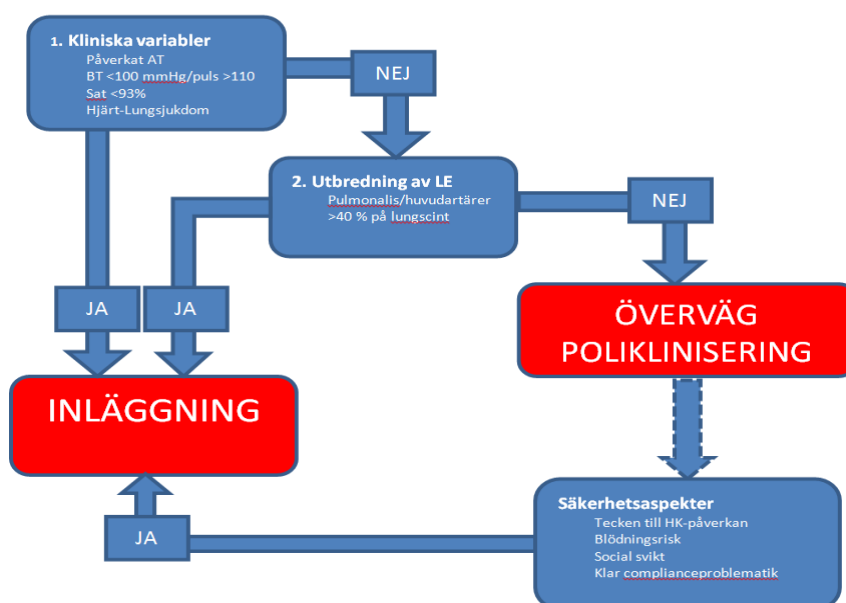 1. Kliniska variabler
Påverkat AT
BT <100 mmHg/puls >110
Sat <93%
Hjärt-Lungsjukdom
NEJ
2. Utbredning av LE
Pulmonalis/huvudartärer
>40 % på lungscint
NEJ
JA
JA
ÖVERVÄG
POLIKLINISERING
INLÄGGNING
Säkerhetsaspekter
Tecken till HK-påverkan
Blödningsrisk
Social svikt
Klar complianceproblematik
JA